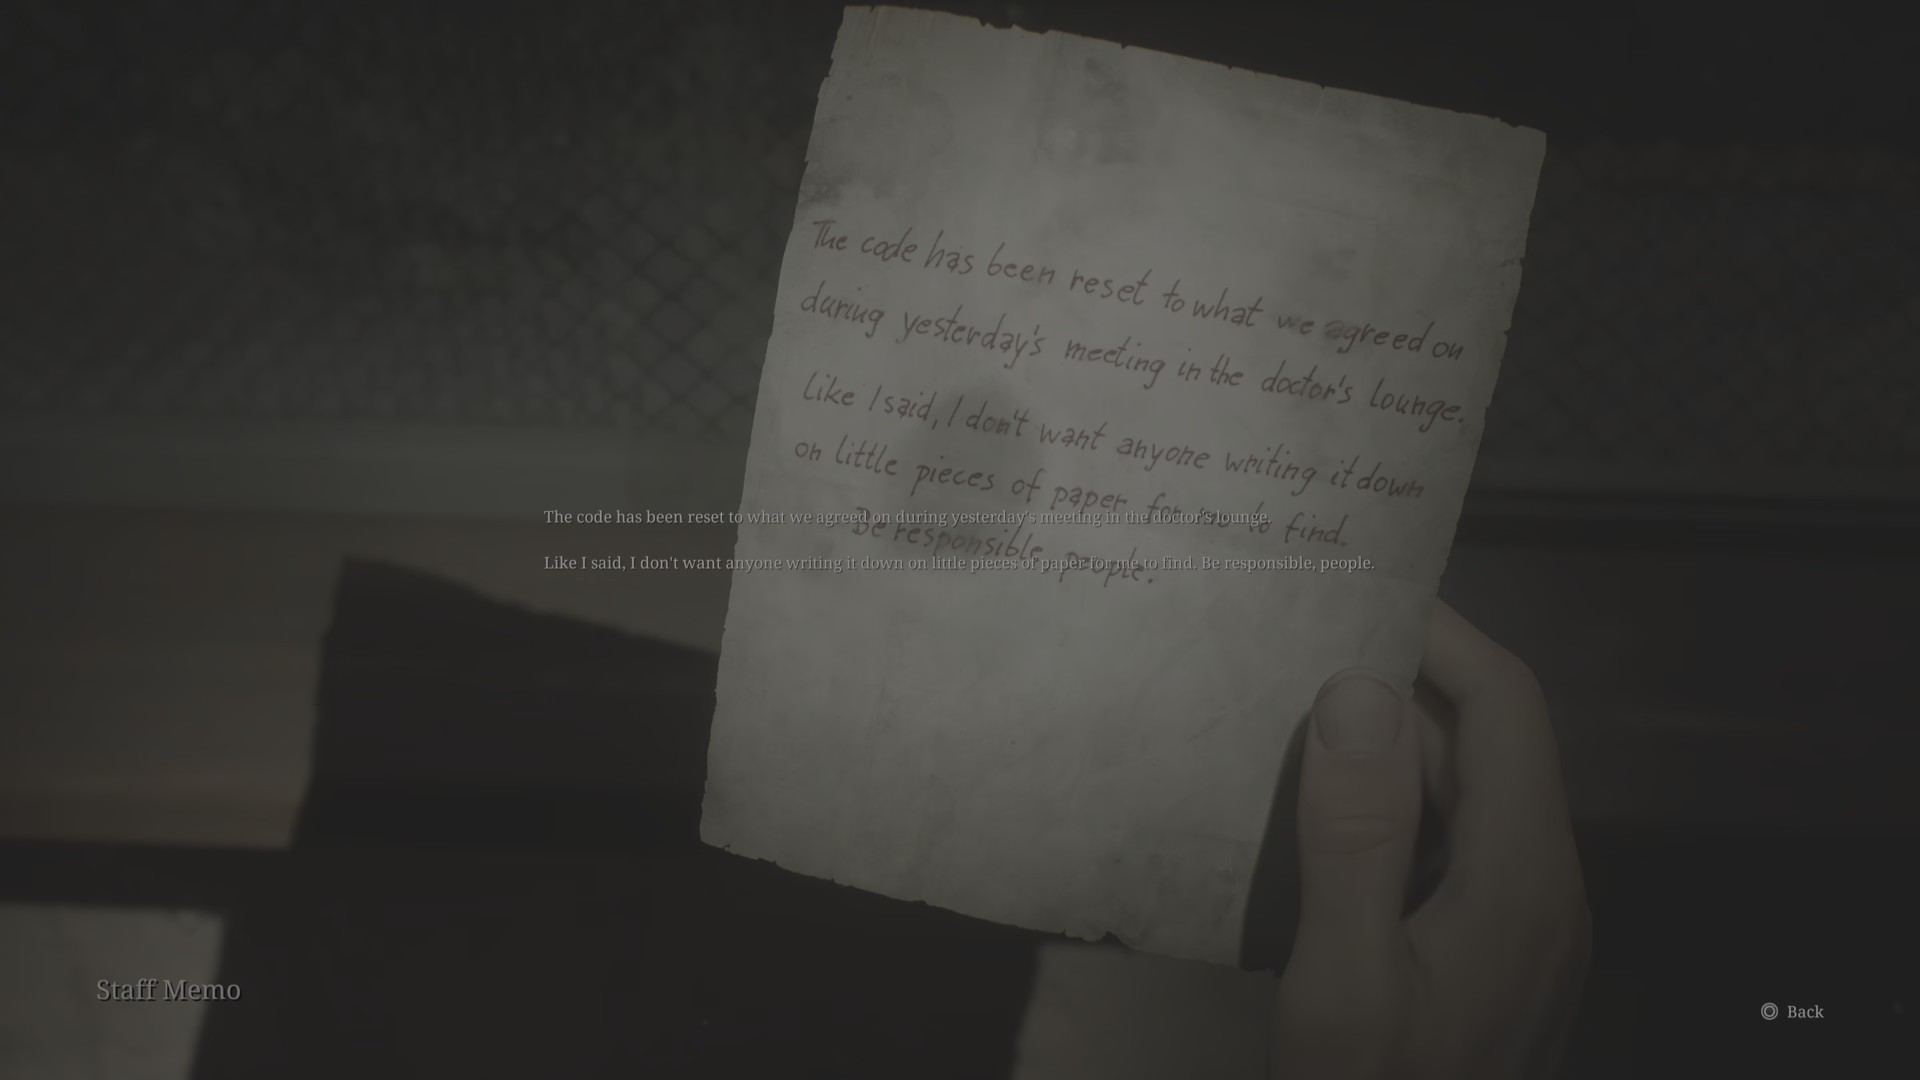 The code has been reset to what we agreed on
during yesterday's meeting in the doctor's lounge.
Like I said, I don't want anyone writing it down
on little pieces of paper for me to find.
Be responsible, people.
The code has been reset to what we agreed on during yesterday's meeting in the doctor's lounge.
Like I said, I don't want anyone writing it down on little pieces of paper for me to find. Be responsible, people.
Staff Memo
Back